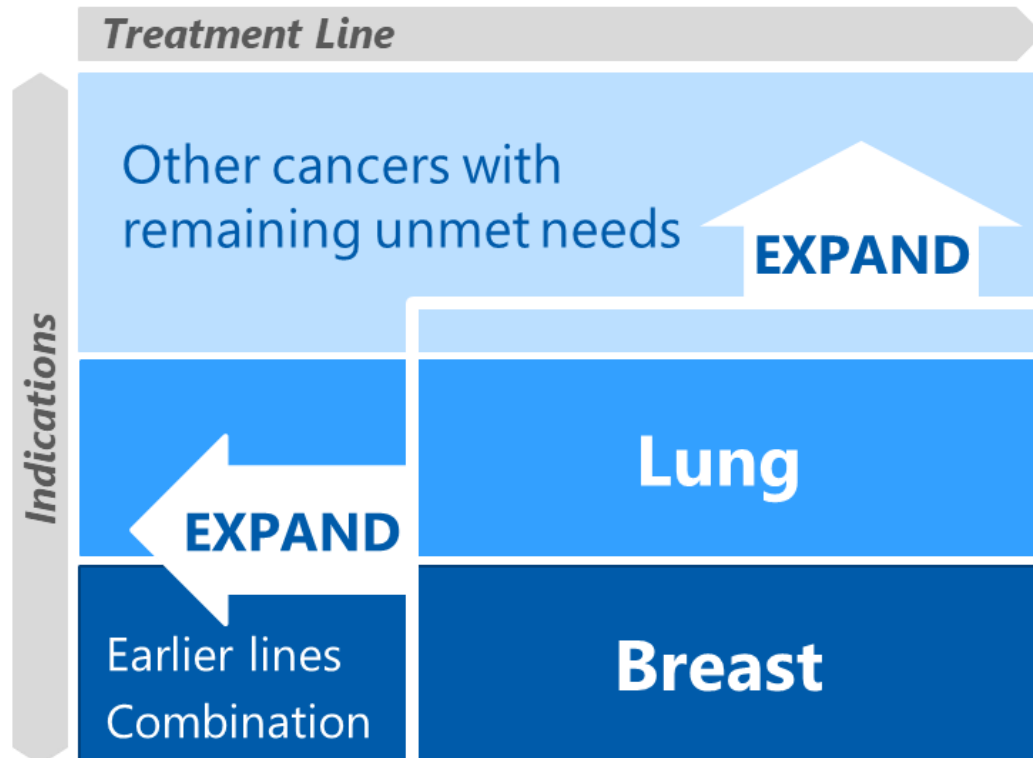 Treatment Line
Other cancers with
remaining unmet needs
EXPAND
Indications
Lung
EXPAND
Earlier lines
Combination
Breast